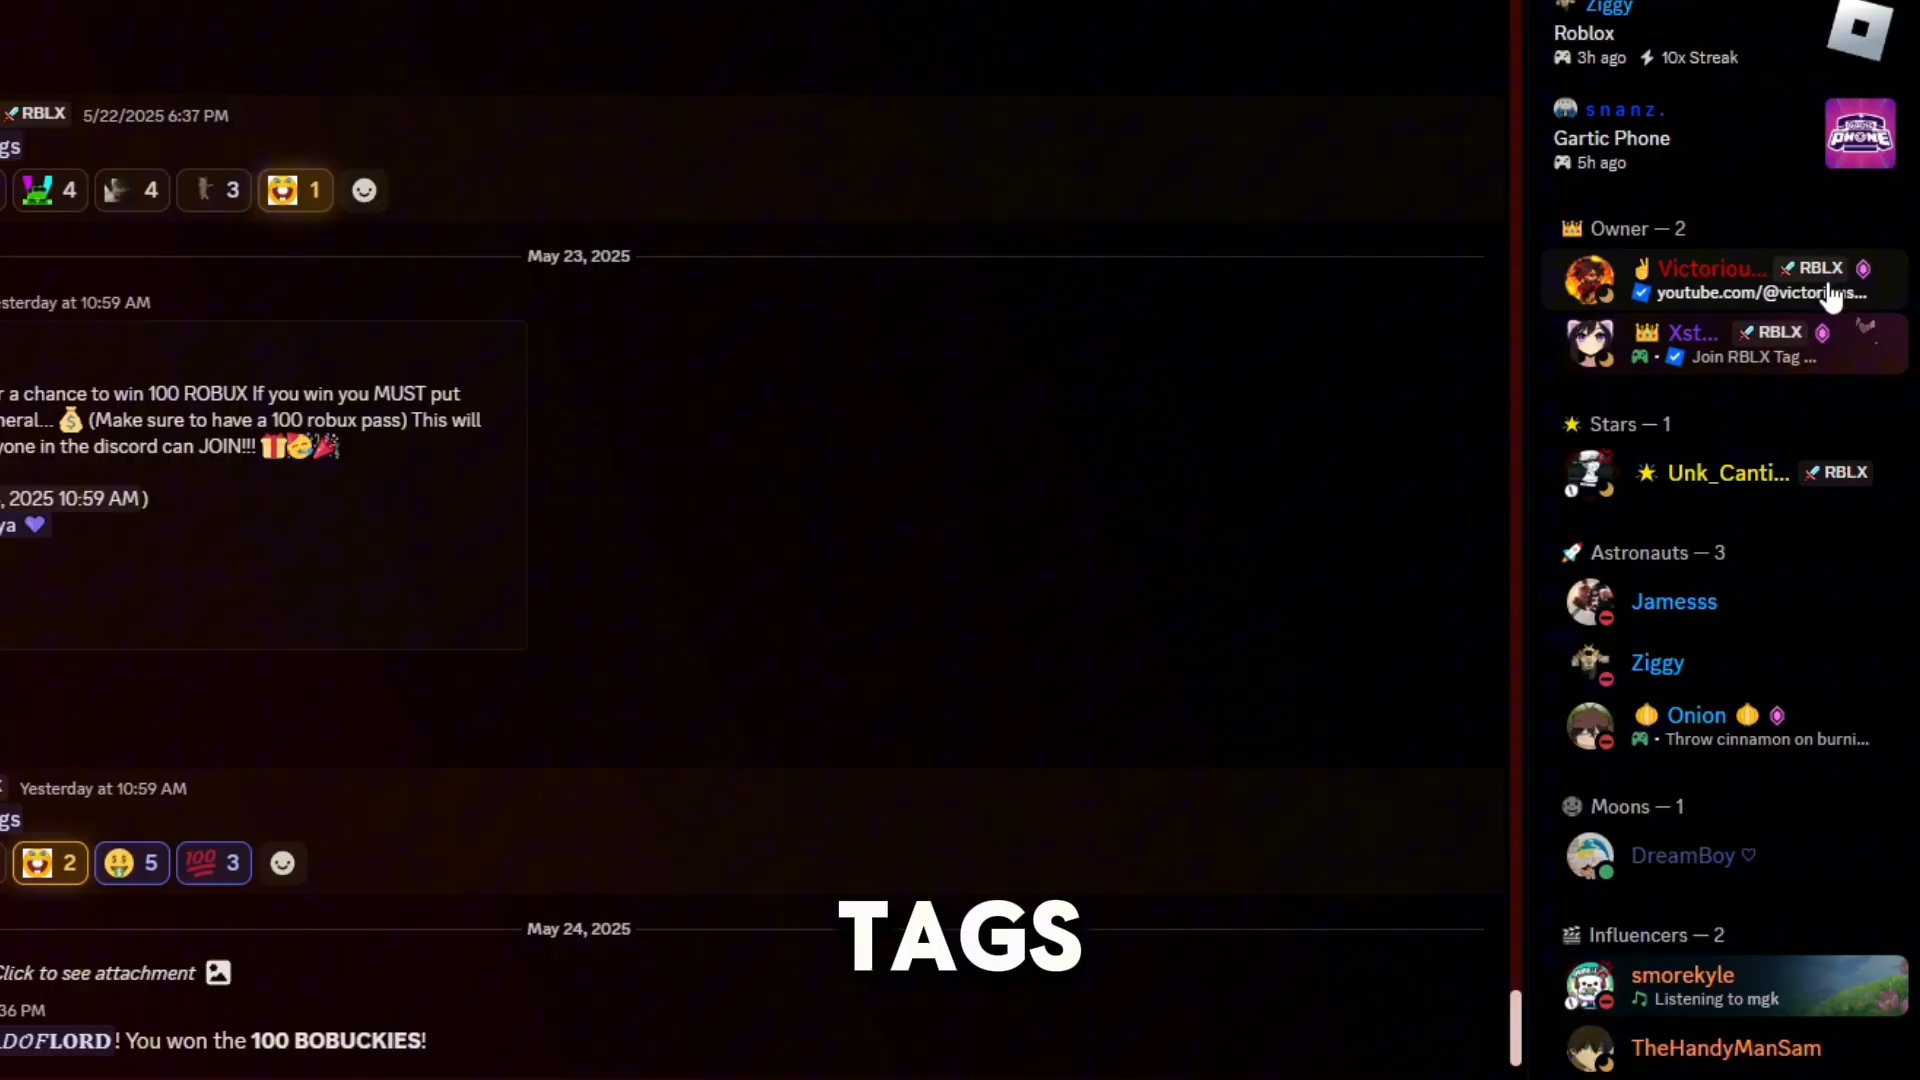 RBLX 5/22/2025 6:37 PM
gs
4 4 3 1
May 23, 2025
sterday at 10:59 AM
r a chance to win 100 ROBUX If you win you MUST put
neral... 💰 (Make sure to have a 100 robux pass) This will
yone in the discord can JOIN!!! 🎁🥳🎉
, 2025 10:59 AM)
ya 💜
Yesterday at 10:59 AM
gs
2 5 💯 3
May 24, 2025
Click to see attachment
36 PM
DOFLORD! You won the 100 BOBUCKIES!
TAGS
Ziggy
Roblox
3h ago 10x Streak
snanz.
Gartic Phone
GARTIC PHONE
5h ago
Owner — 2
Victoriou... RBLX
youtube.com/@victoriuns...
Xst... RBLX
Join RBLX Tag ...
Stars — 1
Unk_Canti... RBLX
Astronauts — 3
Jamesss
Ziggy
Onion
Throw cinnamon on burni...
Moons — 1
DreamBoy ♡
Influencers — 2
smorekyle
Listening to mgk
TheHandyManSam